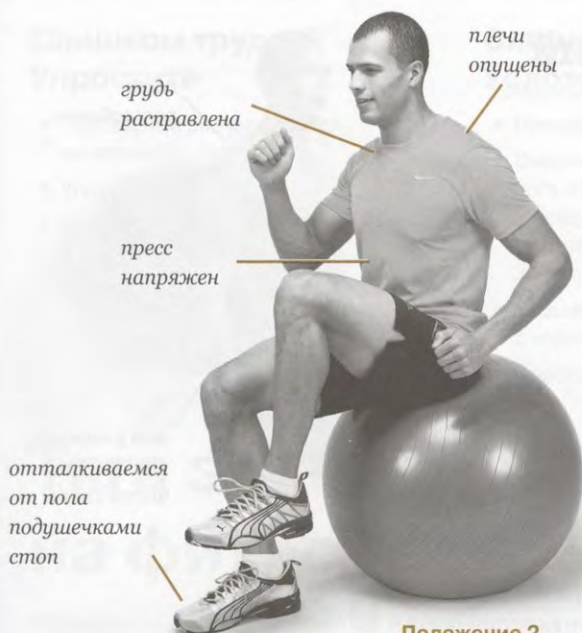 плечи
опущены
грудь
расправлена
пресс
напряжен
отталкиваемся
от пола
подушечками
стоп
Положение 2